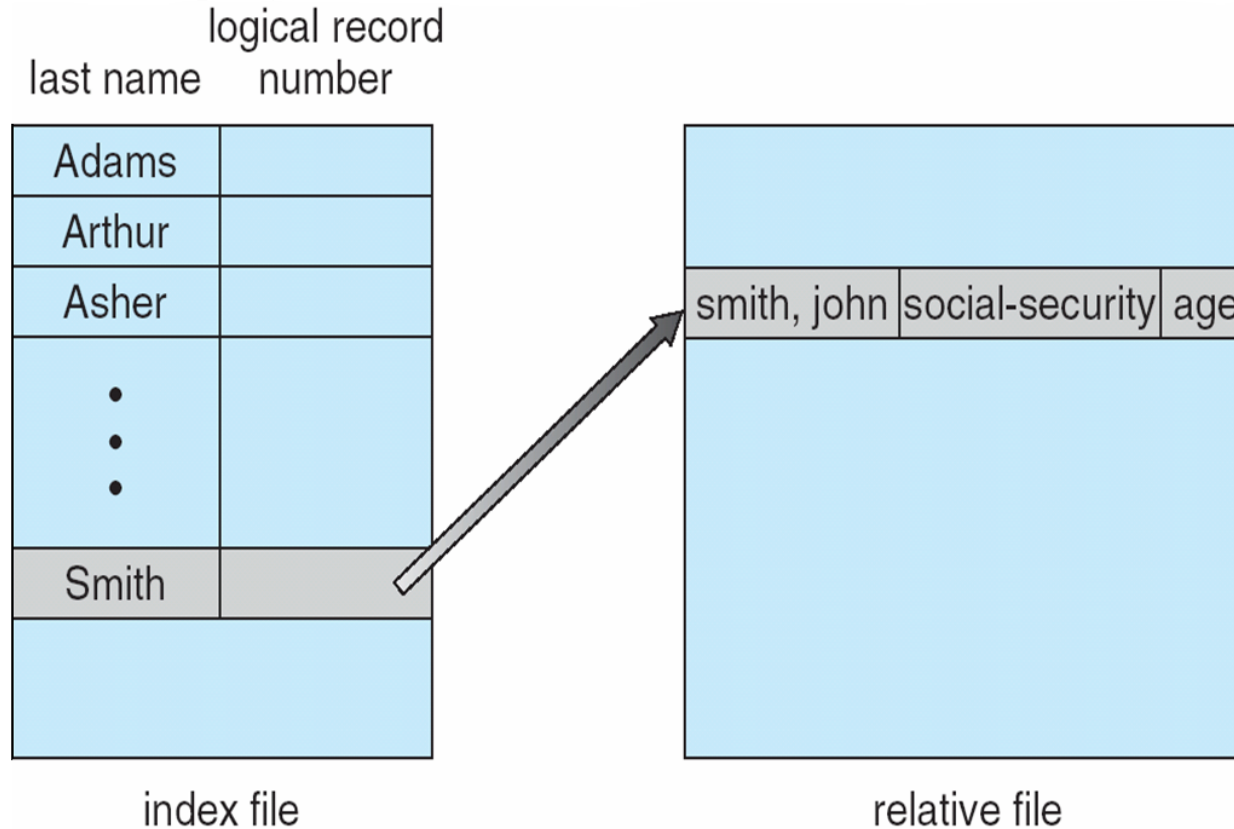 logical record
last name number
Adams
Arthur
Asher
Smith
smith, john social-security age
index file
relative file